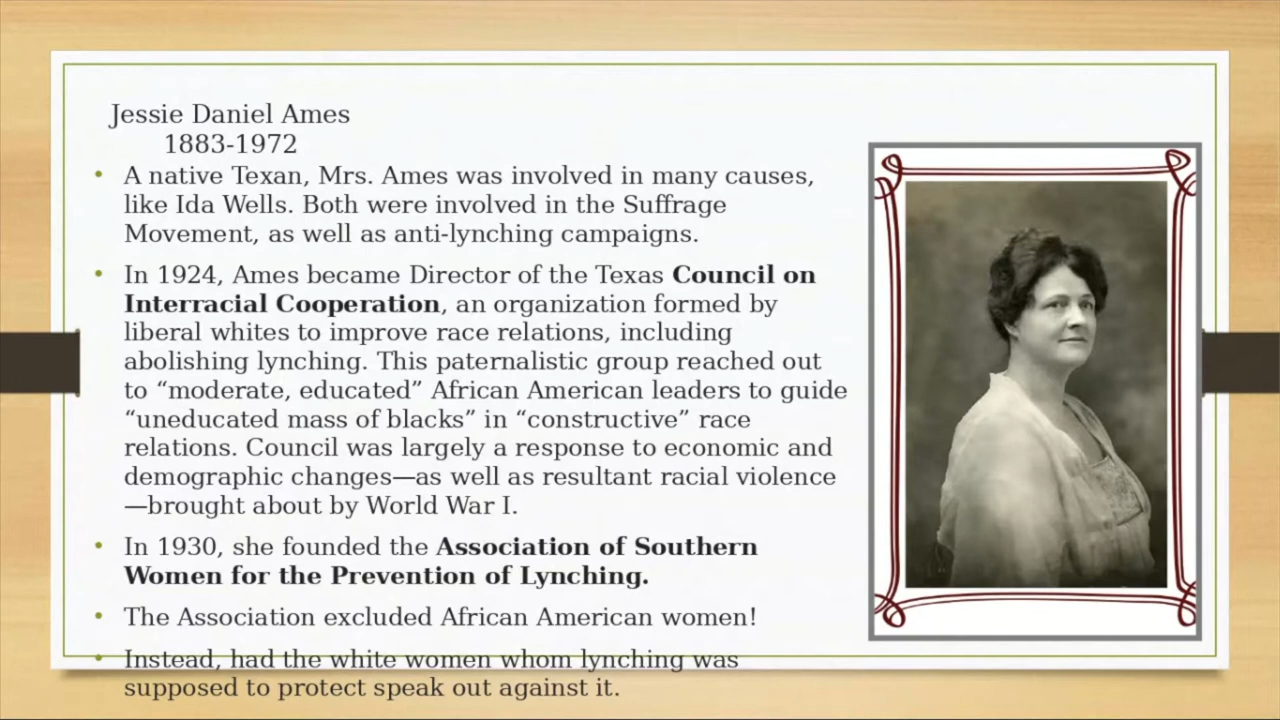 Jessie Daniel Ames
1883-1972
• A native Texan, Mrs. Ames was involved in many causes,
like Ida Wells. Both were involved in the Suffrage
Movement, as well as anti-lynching campaigns.
• In 1924, Ames became Director of the Texas Council on
Interracial Cooperation, an organization formed by
liberal whites to improve race relations, including
abolishing lynching. This paternalistic group reached out
to “moderate, educated” African American leaders to guide
“uneducated mass of blacks” in “constructive” race
relations. Council was largely a response to economic and
demographic changes—as well as resultant racial violence
—brought about by World War I.
• In 1930, she founded the Association of Southern
Women for the Prevention of Lynching.
• The Association excluded African American women!
• Instead, had the white women whom lynching was
supposed to protect speak out against it.